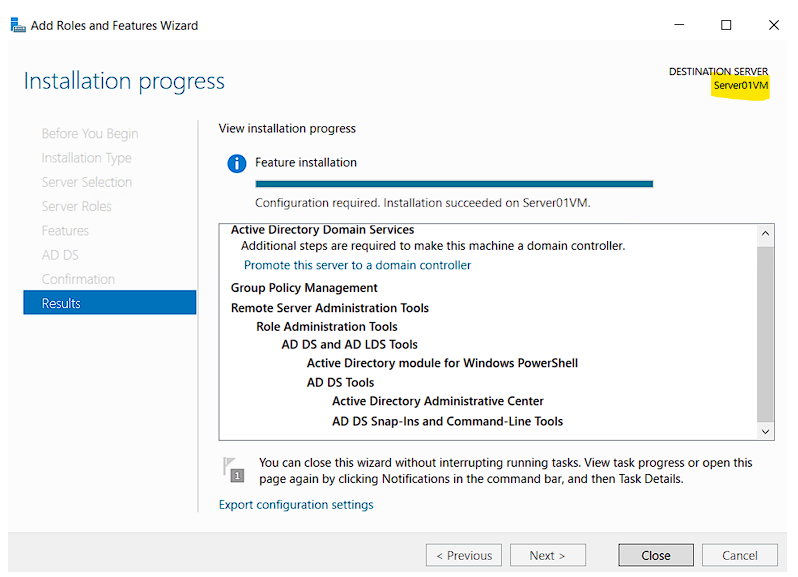 Add Roles and Features Wizard
Installation progress
DESTINATION SERVER
Server01VM
Before You Begin
Installation Type
Server Selection
Server Roles
Features
AD DS
Confirmation
Results
View installation progress
Feature installation
Configuration required. Installation succeeded on Server01VM.
Active Directory Domain Services
Additional steps are required to make this machine a domain controller.
Promote this server to a domain controller
Group Policy Management
Remote Server Administration Tools
Role Administration Tools
AD DS and AD LDS Tools
Active Directory module for Windows PowerShell
AD DS Tools
Active Directory Administrative Center
AD DS Snap-Ins and Command-Line Tools
1
You can close this wizard without interrupting running tasks. View task progress or open this
page again by clicking Notifications in the command bar, and then Task Details.
Export configuration settings
< Previous
Next >
Close
Cancel